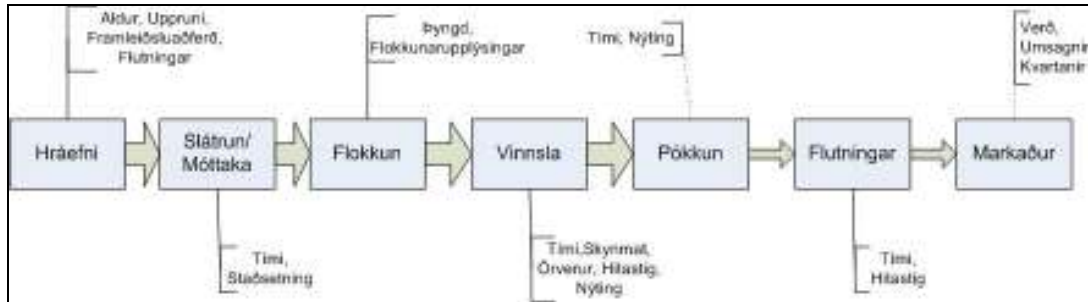 Aldur, Uppruni,
Framleiðsluaðferð,
Flutningar
Þyngd,
Flokkunarupplýsingar
Tími, Nýting
Verð,
Umsagnir
Kvartanir
Hráefni
Slátrun/
Móttaka
Flokkun
Vinnsla
Pökkun
Flutningar
Markaður
Tími,
Staðsetning
Tími,Skynmat,
Örverur, Hitastig,
Nýting
Tími,
Hitastig